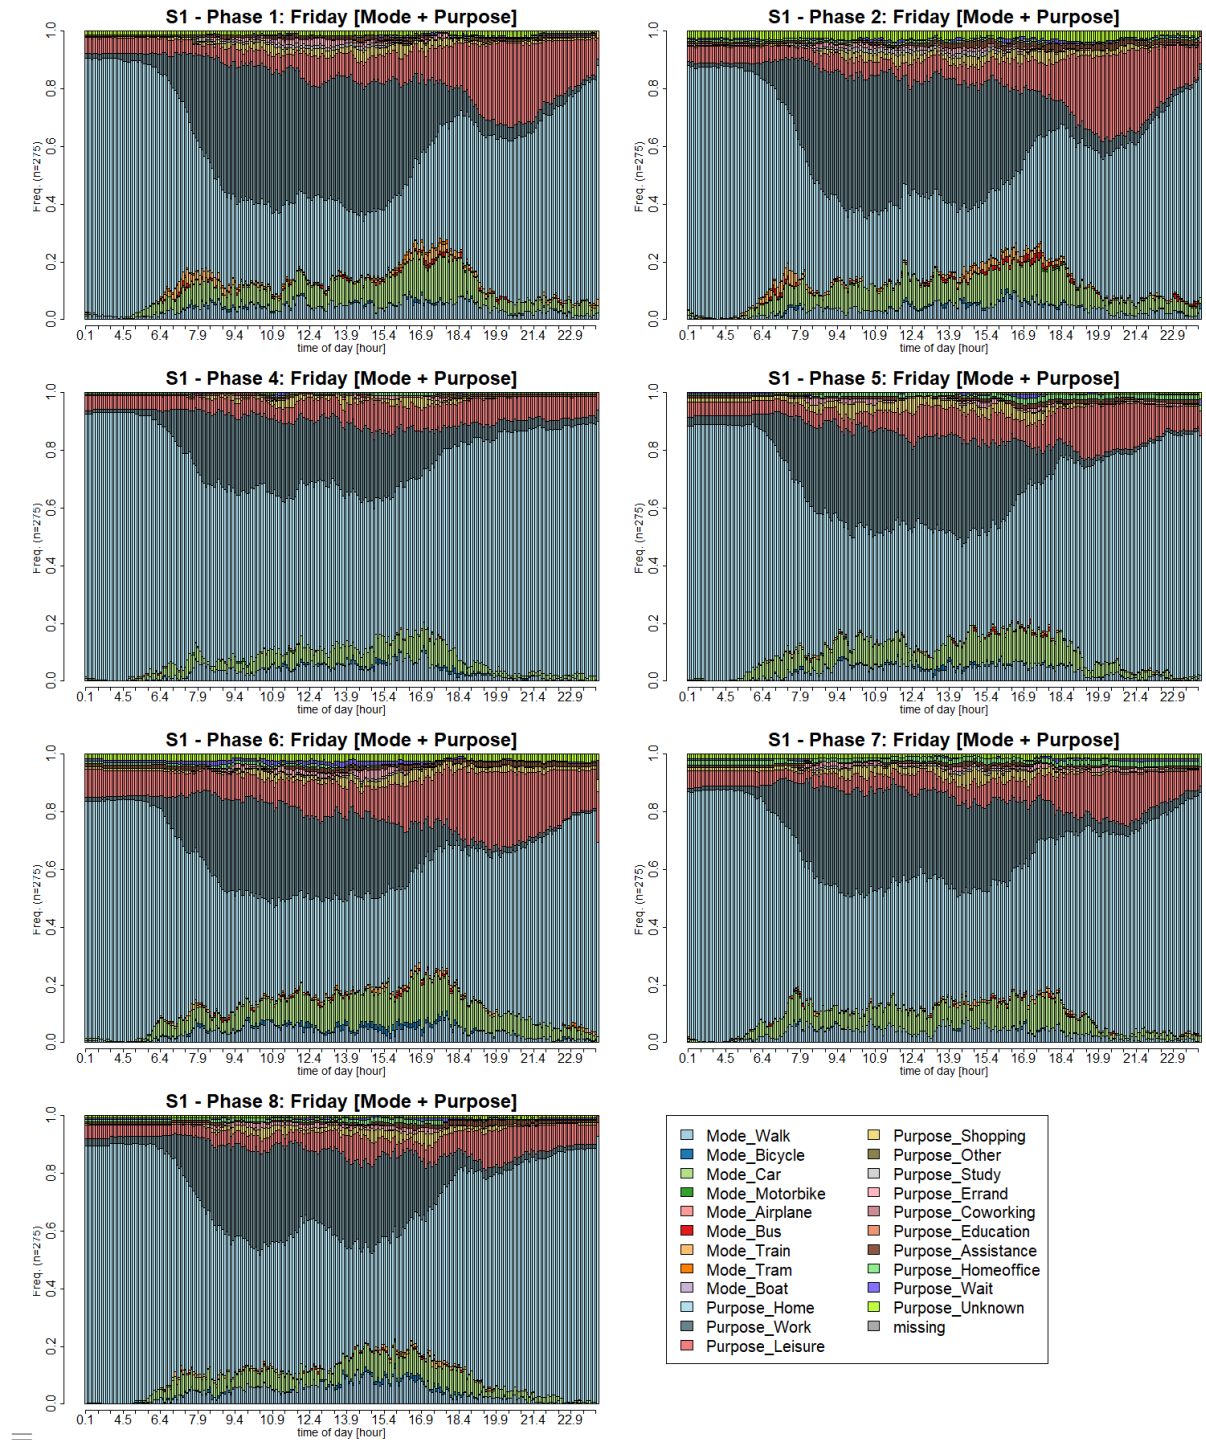 S1 - Phase 1: Friday [Mode + Purpose]
Freq. (n=275)
0.0 0.2 0.4 0.6 0.8 1.0
0.1 4.5 6.4 7.9 9.4 10.9 12.4 13.9 15.4 16.9 18.4 19.9 21.4 22.9
time of day [hour]
S1 - Phase 2: Friday [Mode + Purpose]
Freq. (n=275)
0.0 0.2 0.4 0.6 0.8 1.0
0.1 4.5 6.4 7.9 9.4 10.9 12.4 13.9 15.4 16.9 18.4 19.9 21.4 22.9
time of day [hour]
S1 - Phase 4: Friday [Mode + Purpose]
Freq. (n=275)
0.0 0.2 0.4 0.6 0.8 1.0
0.1 4.5 6.4 7.9 9.4 10.9 12.4 13.9 15.4 16.9 18.4 19.9 21.4 22.9
time of day [hour]
S1 - Phase 5: Friday [Mode + Purpose]
Freq. (n=275)
0.0 0.2 0.4 0.6 0.8 1.0
0.1 4.5 6.4 7.9 9.4 10.9 12.4 13.9 15.4 16.9 18.4 19.9 21.4 22.9
time of day [hour]
S1 - Phase 6: Friday [Mode + Purpose]
Freq. (n=275)
0.0 0.2 0.4 0.6 0.8 1.0
0.1 4.5 6.4 7.9 9.4 10.9 12.4 13.9 15.4 16.9 18.4 19.9 21.4 22.9
time of day [hour]
S1 - Phase 7: Friday [Mode + Purpose]
Freq. (n=275)
0.0 0.2 0.4 0.6 0.8 1.0
0.1 4.5 6.4 7.9 9.4 10.9 12.4 13.9 15.4 16.9 18.4 19.9 21.4 22.9
time of day [hour]
S1 - Phase 8: Friday [Mode + Purpose]
Freq. (n=275)
0.0 0.2 0.4 0.6 0.8 1.0
0.1 4.5 6.4 7.9 9.4 10.9 12.4 13.9 15.4 16.9 18.4 19.9 21.4 22.9
time of day [hour]
Mode_Walk
Mode_Bicycle
Mode_Car
Mode_Motorbike
Mode_Airplane
Mode_Bus
Mode_Train
Mode_Tram
Mode_Boat
Purpose_Home
Purpose_Work
Purpose_Leisure
Purpose_Shopping
Purpose_Other
Purpose_Study
Purpose_Errand
Purpose_Coworking
Purpose_Education
Purpose_Assistance
Purpose_Homeoffice
Purpose_Wait
Purpose_Unknown
missing